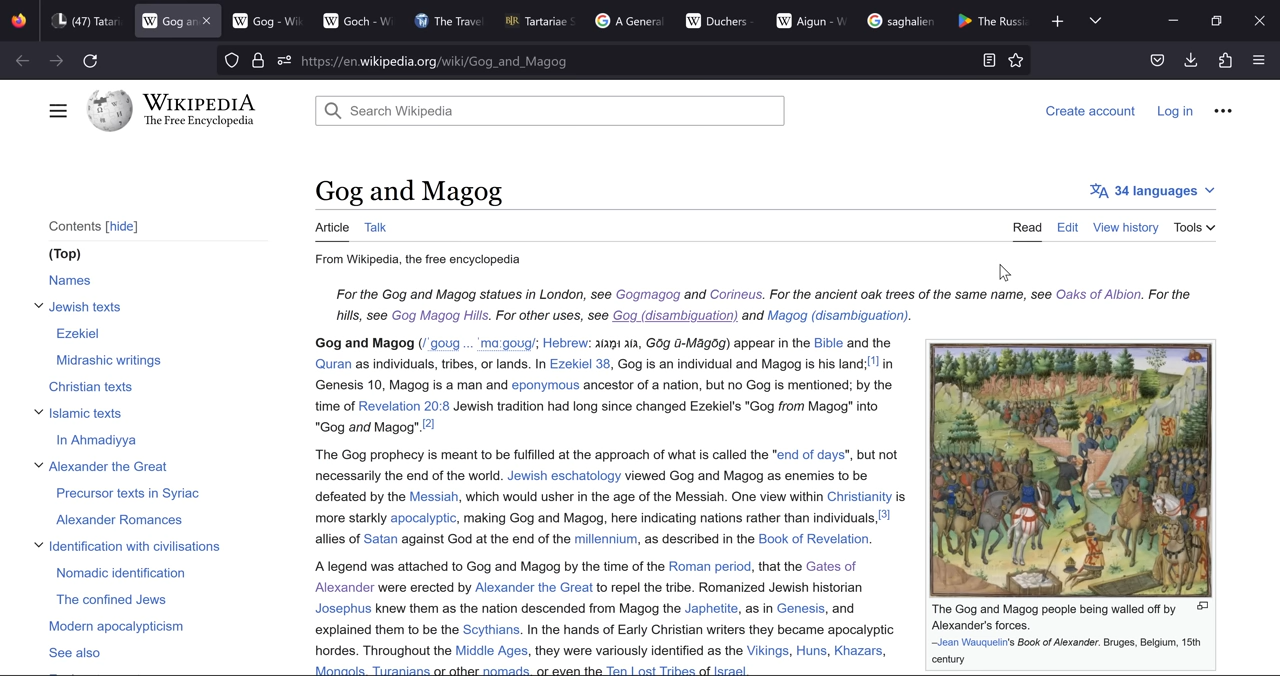 (47) Tatari
Gog an
Gog - Wik
Goch - Wi
The Trave
Tartariae S
A General
Duchers -
Aigun - W
saghalien
The Russia
https://en.wikipedia.org/wiki/Gog_and_Magog
WIKIPEDIA
The Free Encyclopedia
Search Wikipedia
Create account Log in
Gog and Magog
34 languages
Contents [hide]
(Top)
Names
Jewish texts
Ezekiel
Midrashic writings
Christian texts
Islamic texts
In Ahmadiyya
Alexander the Great
Precursor texts in Syriac
Alexander Romances
Identification with civilisations
Nomadic identification
The confined Jews
Modern apocalypticism
See also
Article Talk
Read Edit View history Tools
From Wikipedia, the free encyclopedia
For the Gog and Magog statues in London, see Gogmagog and Corineus. For the ancient oak trees of the same name, see Oaks of Albion. For the
hills, see Gog Magog Hills. For other uses, see Gog (disambiguation) and Magog (disambiguation).
Gog and Magog (/ˈɡɒɡ ... ˈmɑːɡɒɡ/; Hebrew: גּוֹג וּמָגוֹג, Gōg ū-Māgōg) appear in the Bible and the
Quran as individuals, tribes, or lands. In Ezekiel 38, Gog is an individual and Magog is his land;[1] in
Genesis 10, Magog is a man and eponymous ancestor of a nation, but no Gog is mentioned; by the
time of Revelation 20:8 Jewish tradition had long since changed Ezekiel's "Gog from Magog" into
"Gog and Magog".[2]
The Gog prophecy is meant to be fulfilled at the approach of what is called the "end of days", but not
necessarily the end of the world. Jewish eschatology viewed Gog and Magog as enemies to be
defeated by the Messiah, which would usher in the age of the Messiah. One view within Christianity is
more starkly apocalyptic, making Gog and Magog, here indicating nations rather than individuals,[3]
allies of Satan against God at the end of the millennium, as described in the Book of Revelation.
A legend was attached to Gog and Magog by the time of the Roman period, that the Gates of
Alexander were erected by Alexander the Great to repel the tribe. Romanized Jewish historian
Josephus knew them as the nation descended from Magog the Japhetite, as in Genesis, and
explained them to be the Scythians. In the hands of Early Christian writers they became apocalyptic
hordes. Throughout the Middle Ages, they were variously identified as the Vikings, Huns, Khazars,
Mongols, Turanians or other nomads, or even the Ten Lost Tribes of Israel.
The Gog and Magog people being walled off by
Alexander's forces.
–Jean Wauquelin's Book of Alexander. Bruges, Belgium, 15th
century